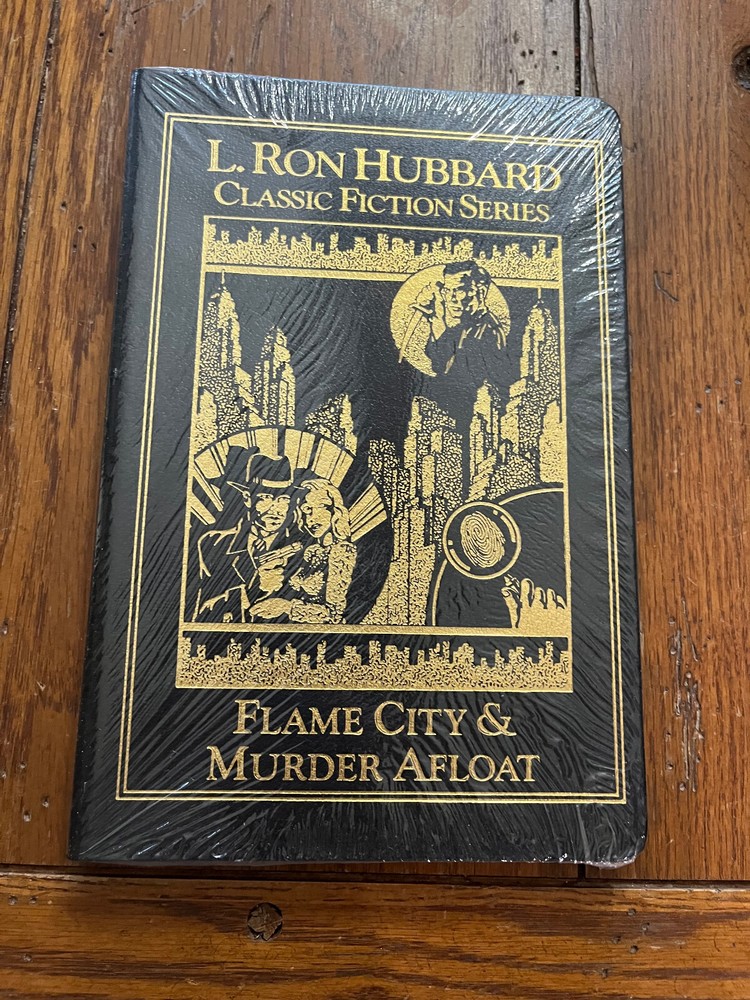 L. RON HUBBARD
CLASSIC FICTION SERIES
FLAME CITY &
MURDER AFLOAT